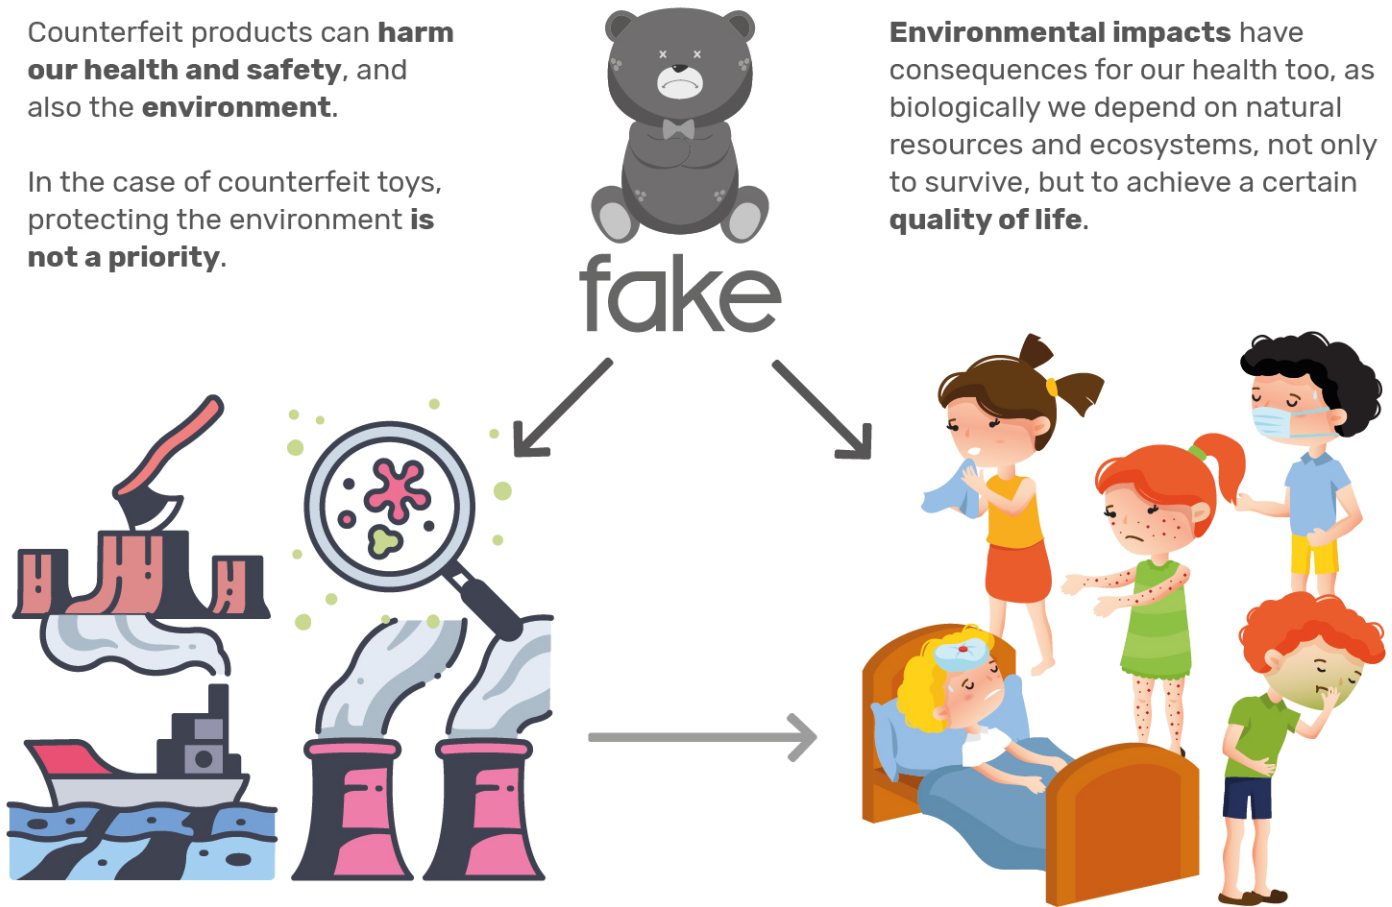 Counterfeit products can harm
our health and safety, and
also the environment.
In the case of counterfeit toys,
protecting the environment is
not a priority.
fake
Environmental impacts have
consequences for our health too, as
biologically we depend on natural
resources and ecosystems, not only
to survive, but to achieve a certain
quality of life.